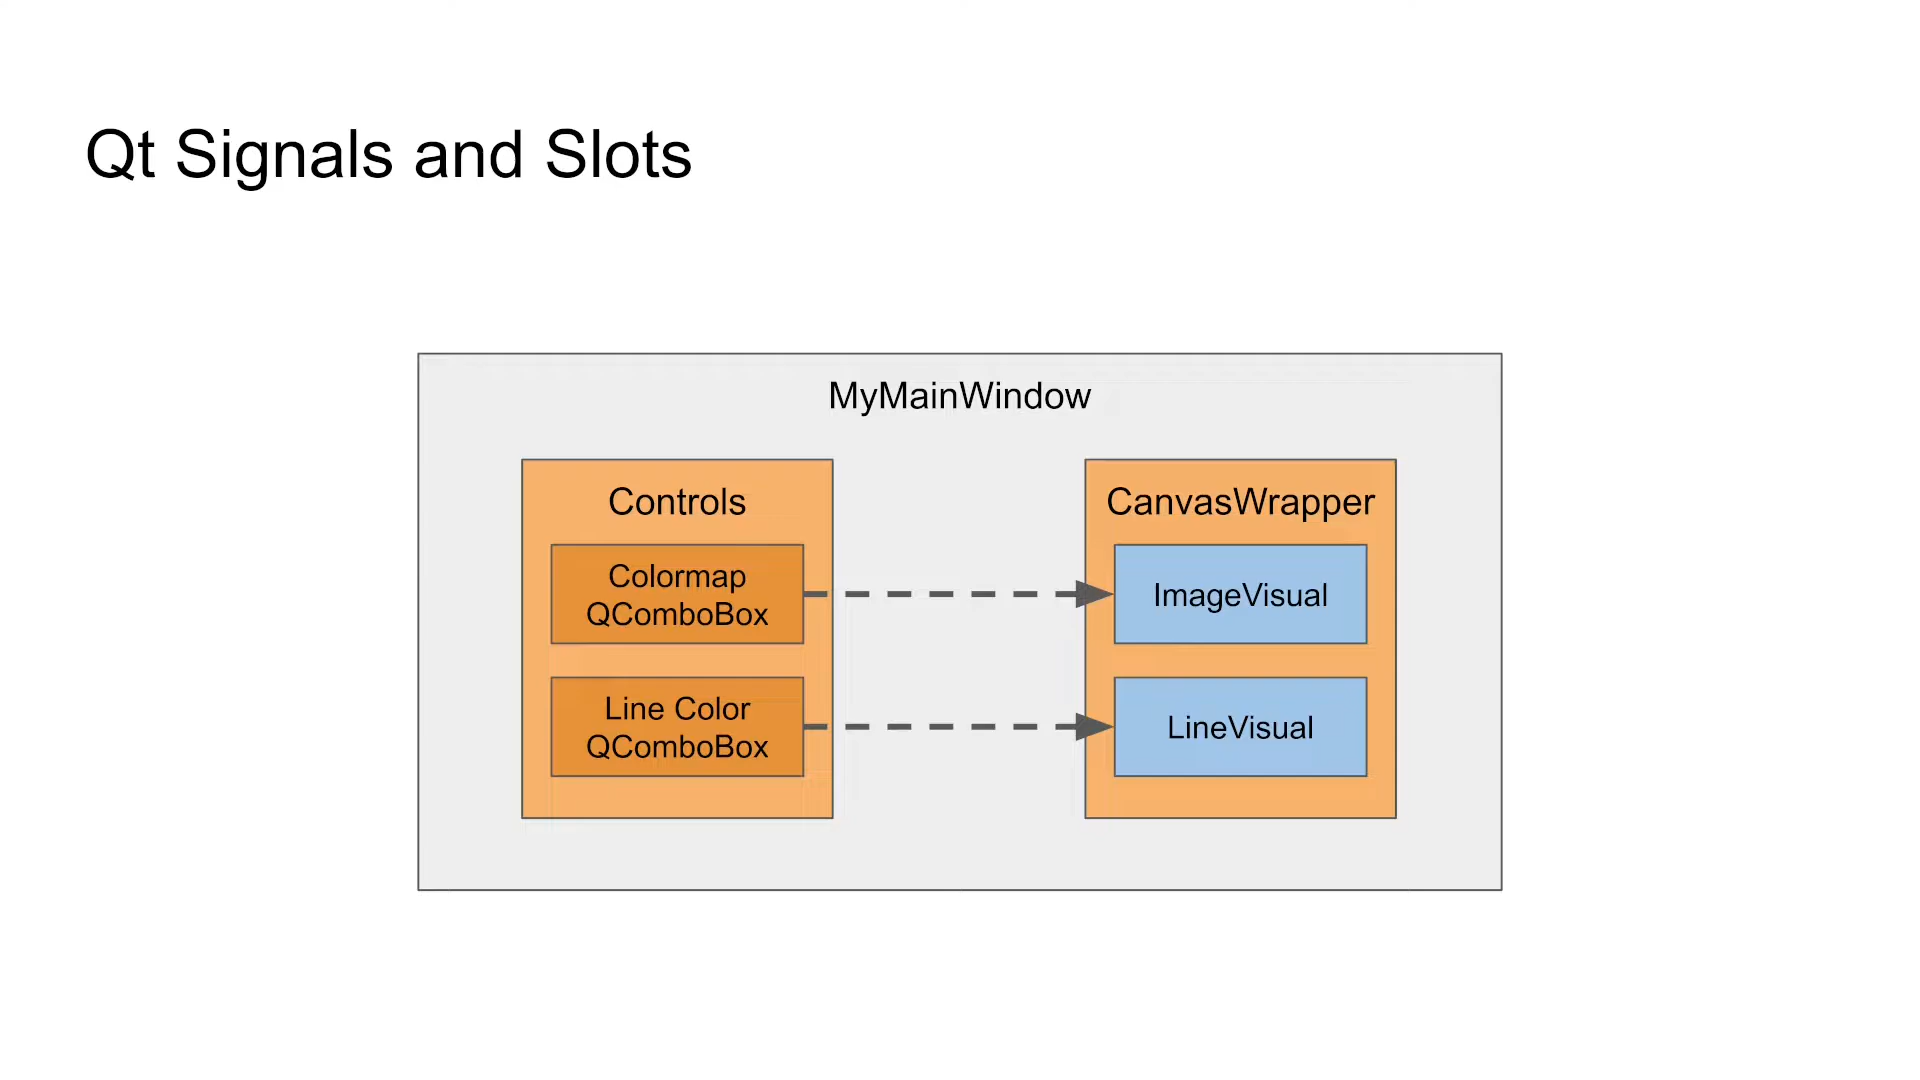 Qt Signals and Slots
MyMainWindow
Controls
Colormap
QComboBox
Line Color
QComboBox
CanvasWrapper
ImageVisual
LineVisual